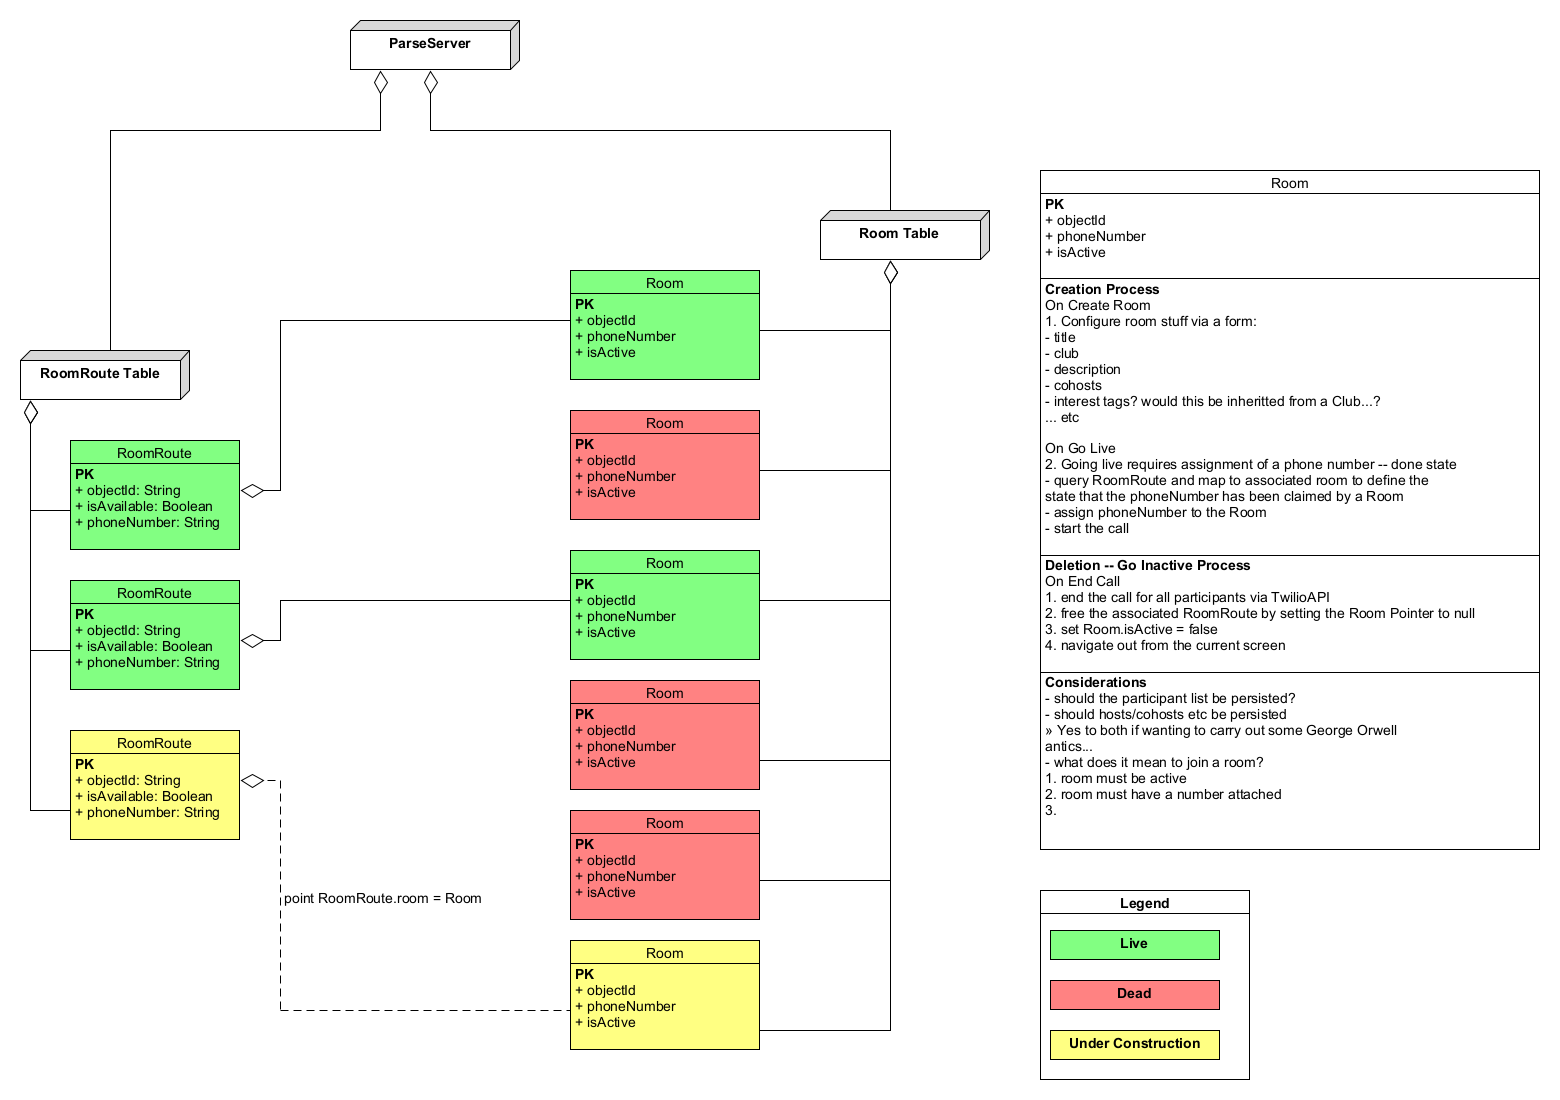 ParseServer
Room Table
RoomRoute Table
RoomRoute
PK
+ objectId: String
+ isAvailable: Boolean
+ phoneNumber: String
RoomRoute
PK
+ objectId: String
+ isAvailable: Boolean
+ phoneNumber: String
RoomRoute
PK
+ objectId: String
+ isAvailable: Boolean
+ phoneNumber: String
point RoomRoute.room = Room
Room
PK
+ objectId
+ phoneNumber
+ isActive
Room
PK
+ objectId
+ phoneNumber
+ isActive
Room
PK
+ objectId
+ phoneNumber
+ isActive
Room
PK
+ objectId
+ phoneNumber
+ isActive
Room
PK
+ objectId
+ phoneNumber
+ isActive
Room
PK
+ objectId
+ phoneNumber
+ isActive
Room
PK
+ objectId
+ phoneNumber
+ isActive
Creation Process
On Create Room
1. Configure room stuff via a form:
- title
- club
- description
- cohosts
- interest tags? would this be inheritted from a Club...?
... etc
On Go Live
2. Going live requires assignment of a phone number -- done state
- query RoomRoute and map to associated room to define the
state that the phoneNumber has been claimed by a Room
- assign phoneNumber to the Room
- start the call
Deletion -- Go Inactive Process
On End Call
1. end the call for all participants via TwilioAPI
2. free the associated RoomRoute by setting the Room Pointer to null
3. set Room.isActive = false
4. navigate out from the current screen
Considerations
- should the participant list be persisted?
- should hosts/cohosts etc be persisted
» Yes to both if wanting to carry out some George Orwell
antics...
- what does it mean to join a room?
1. room must be active
2. room must have a number attached
3.
Legend
Live
Dead
Under Construction